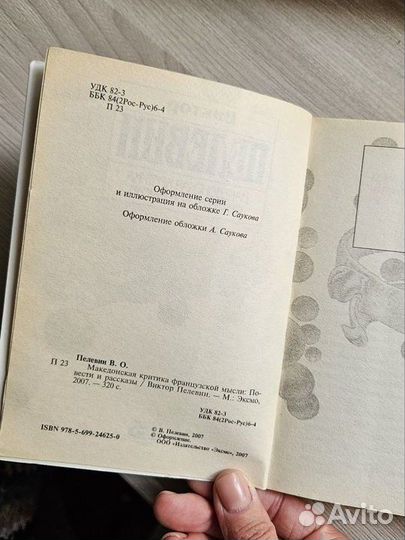 УДК 82-3
ББК 84(2Рос-Рус)6-4
П 23
Оформление серии
и иллюстрация на обложке Г. Саукова
Оформление обложки А. Саукова
Пелевин В. О.
П 23 Македонская критика французской мысли: По-
вести и рассказы / Виктор Пелевин. — М.: Эксмо,
2007. — 320 с.
УДК 82-3
ББК 84(2Рос-Рус)6-4
© В. Пелевин, 2007
© Оформление.
ISBN 978-5-699-24625-0 ООО «Издательство «Эксмо», 2007
Avito